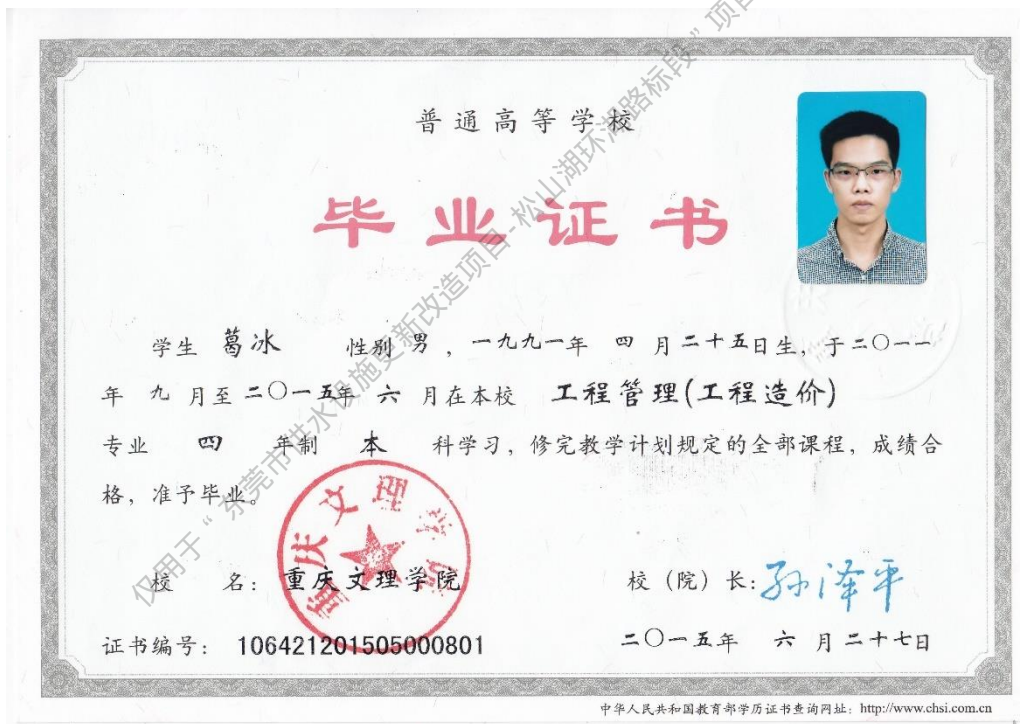 普通高等学校
毕业证书
学生 葛冰 性别 男，一九九一年 四 月二十五日生，于二〇一一
年 九 月至二〇一五年 六 月在本校 工程管理(工程造价)
专业 四 年制 本 科学习，修完教学计划规定的全部课程，成绩合
格，准予毕业。
校 名：重庆文理学院
校（院）长：孙泽平
证书编号：106421201505000801
二〇一五年 六 月二十七日
中华人民共和国教育部学历证书查询网址：http://www.chsi.com.cn
重庆文理学院
仅用于“东莞市供水设施更新改造项目-松山湖环湖路标段”项目